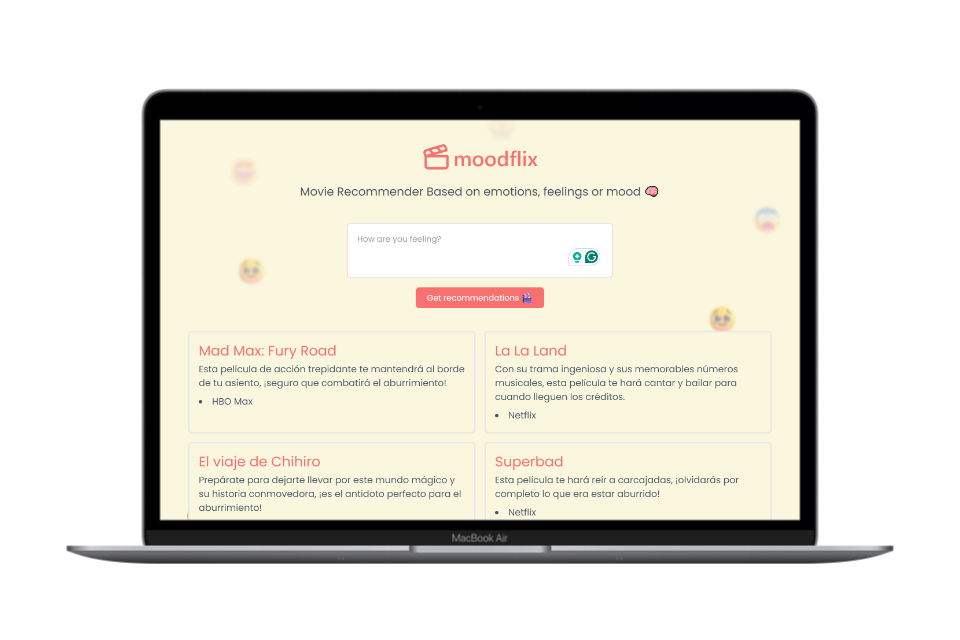 moodflix
Movie Recommender Based on emotions, feelings or mood 🧠
How are you feeling?
Get recommendations 🎬
Mad Max: Fury Road
Esta película de acción trepidante te mantendrá al borde
de tu asiento, ¡seguro que combatirá el aburrimiento!
• HBO Max
La La Land
Con su trama ingeniosa y sus memorables números
musicales, esta película te hará cantar y bailar para
cuando lleguen los créditos.
• Netflix
El viaje de Chihiro
Prepárate para dejarte llevar por este mundo mágico y
su historia conmovedora, ¡es el antídoto perfecto para el
aburrimiento!
Superbad
Esta película te hará reír a carcajadas, ¡olvidarás por
completo lo que era estar aburrido!
• Netflix
MacBook Air